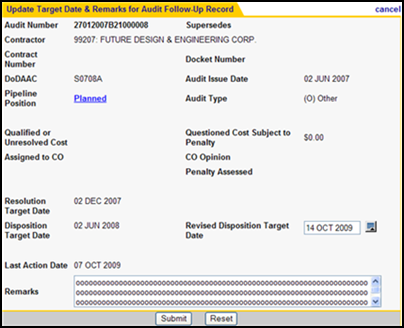 Update Target Date & Remarks for Audit Follow-Up Record cancel
Audit Number 27012007B21000008 Supersedes
Contractor 99207: FUTURE DESIGN & ENGINEERING CORP.
Contract Number Docket Number
DoDAAC S0708A Audit Issue Date 02 JUN 2007
Pipeline Position Planned Audit Type (O) Other
Qualified or Unresolved Cost Questioned Cost Subject to Penalty $0.00
Assigned to CO CO Opinion
Penalty Assessed
Resolution Target Date 02 DEC 2007
Disposition Target Date 02 JUN 2008 Revised Disposition Target Date 14 OCT 2009
Last Action Date 07 OCT 2009
Remarks
Submit Reset